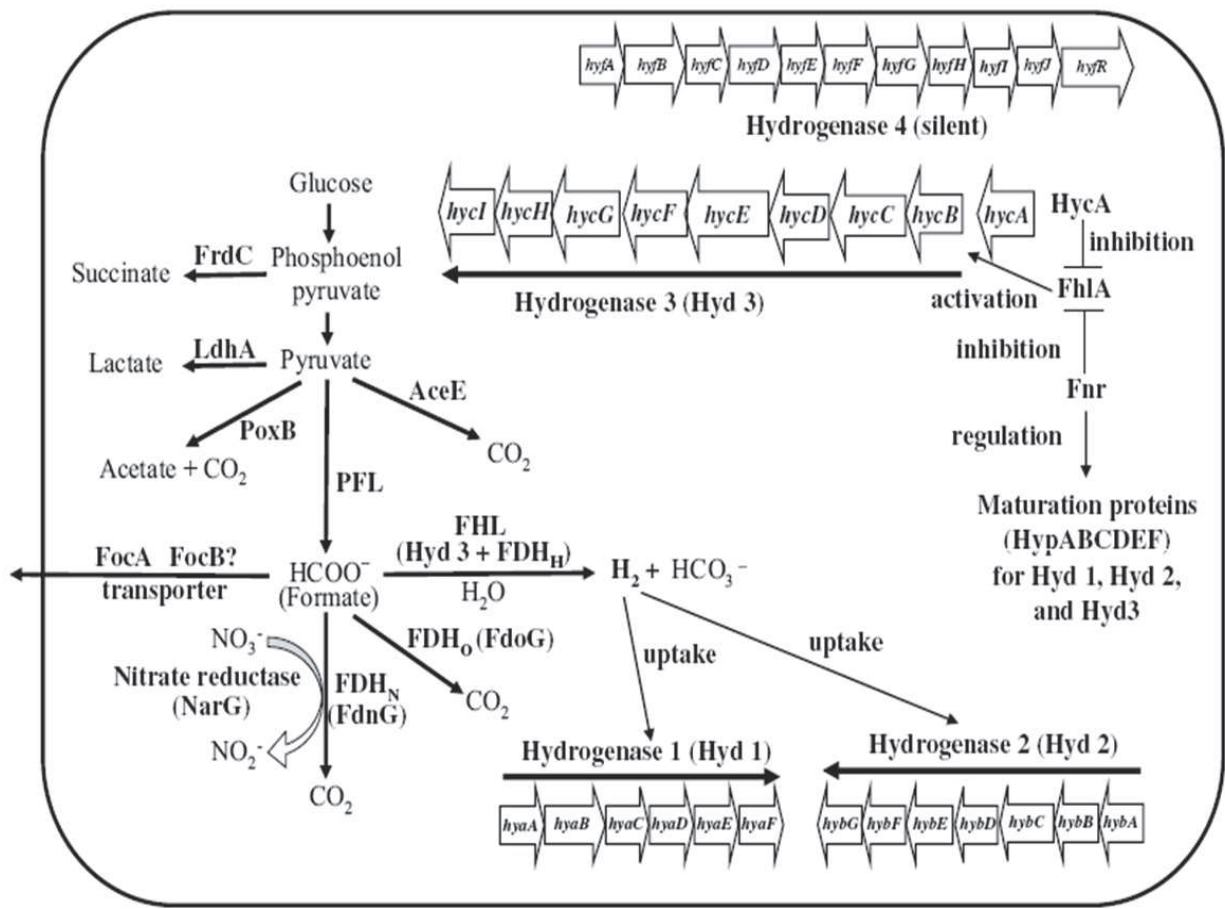 hyfA hyfB hyfC hyfD hyfE hyfF hyfG hyfH hyfI hyfJ hyfR
Hydrogenase 4 (silent)
Glucose
hycI hycH hycG hycF hycE hycD hycC hycB hycA
HycA
inhibition
FrdC
Succinate
Phosphoenol
pyruvate
Hydrogenase 3 (Hyd 3)
activation
FhlA
LdhA
Lactate
Pyruvate
inhibition
AceE
Fnr
PoxB
regulation
Acetate + CO₂
CO₂
PFL
Maturation proteins
(HypABCDEF)
for Hyd 1, Hyd 2,
and Hyd3
FHL
(Hyd 3 + FDH_H)
FocA FocB?
transporter
HCOO⁻
(Formate)
H₂O
H₂ + HCO₃⁻
NO₃⁻
FDH_O (FdoG)
uptake
uptake
Nitrate reductase
(NarG)
FDH_N
(FdnG)
CO₂
NO₂⁻
CO₂
Hydrogenase 1 (Hyd 1)
Hydrogenase 2 (Hyd 2)
hyaA hyaB hyaC hyaD hyaE hyaF
hybG hybF hybE hybD hybC hybB hybA